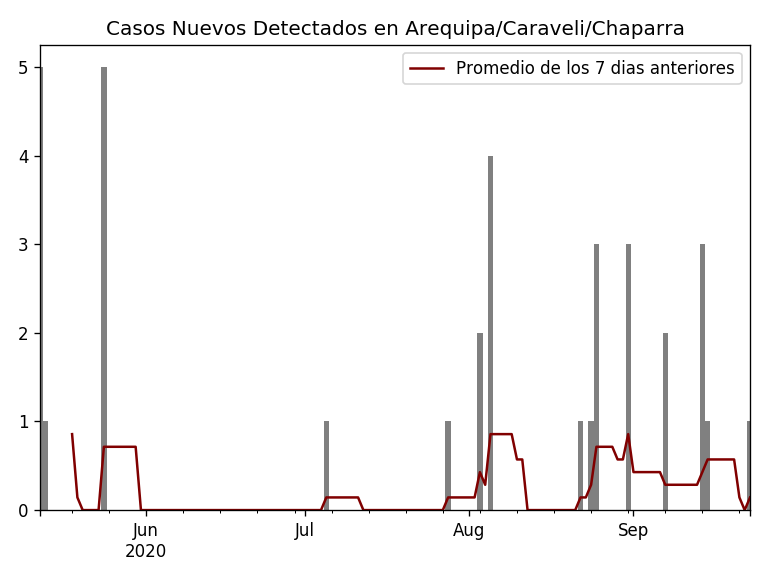 Casos Nuevos Detectados en Arequipa/Caraveli/Chaparra
Promedio de los 7 dias anteriores
5
4
3
2
1
0
Jun
2020
Jul
Aug
Sep